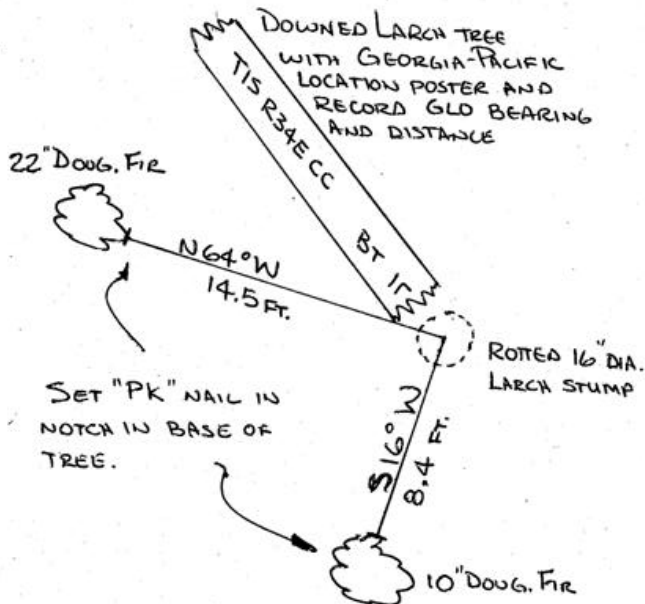 DOWNED LARCH TREE
WITH GEORGIA-PACIFIC
LOCATION POSTER AND
RECORD GLO BEARING
AND DISTANCE
T1S R34E CC
BT 1r
22" DOUG. FIR
N64°W
14.5 FT.
ROTTED 16" DIA.
LARCH STUMP
SET "PK" NAIL IN
NOTCH IN BASE OF
TREE.
S16°W
8.4 FT.
10" DOUG. FIR